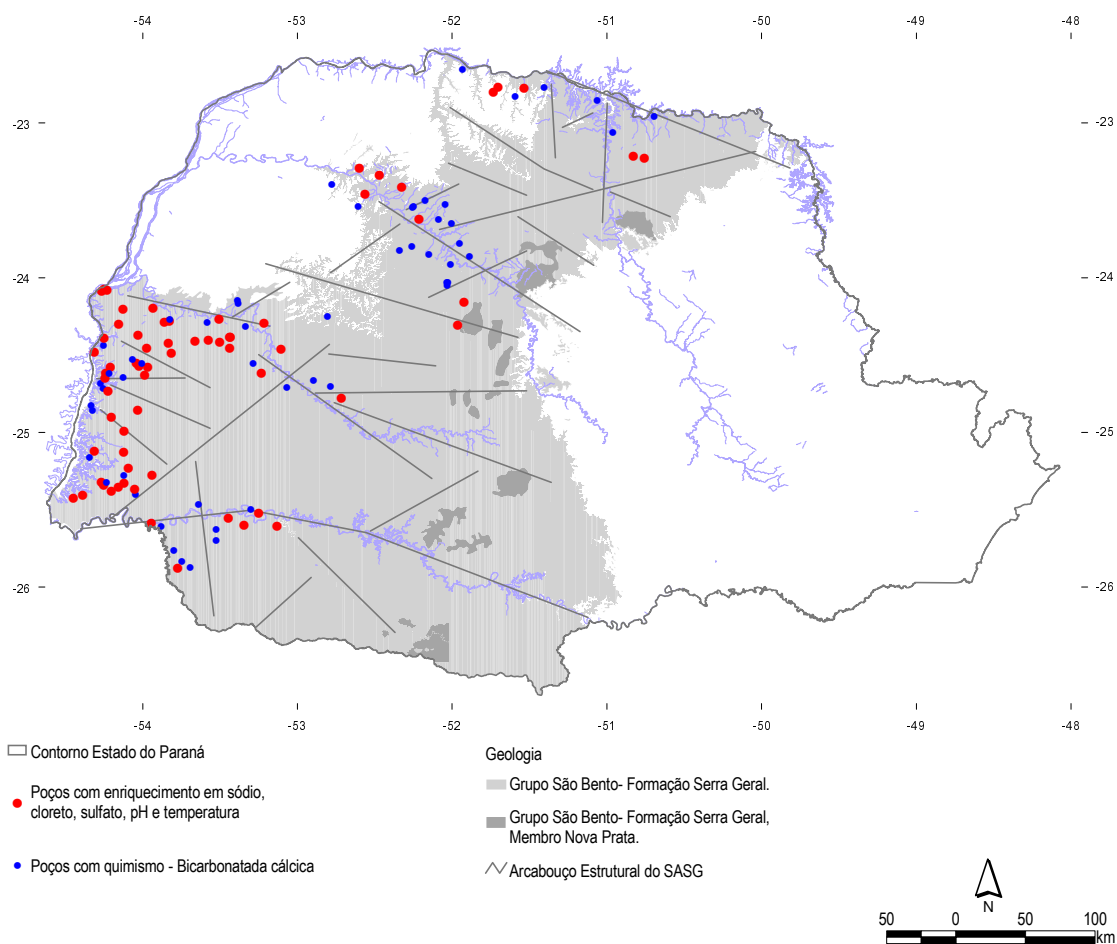 -54 -53 -52 -51 -50 -49 -48
-23 -23
-24 -24
-25 -25
-26 -26
-54 -53 -52 -51 -50 -49 -48
Contorno Estado do Paraná
Poços com enriquecimento em sódio,
cloreto, sulfato, pH e temperatura
Poços com quimismo - Bicarbonatada cálcica
Geologia
Grupo São Bento- Formação Serra Geral.
Grupo São Bento- Formação Serra Geral,
Membro Nova Prata.
Arcabouço Estrutural do SASG
N
50 0 50 100
km